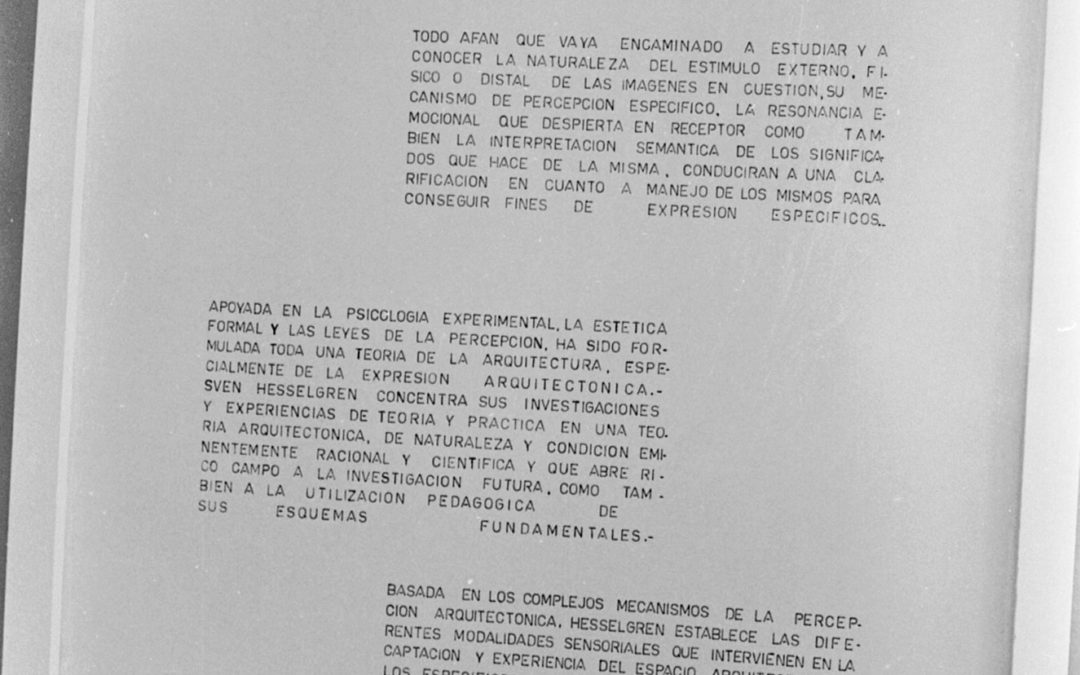 TODO AFAN QUE VAYA ENCAMINADO A ESTUDIAR Y A
CONOCER LA NATURALEZA DEL ESTIMULO EXTERNO, FI-
SICO O DISTAL DE LAS IMAGENES EN CUESTION, SU ME-
CANISMO DE PERCEPCION ESPECIFICO, LA RESONANCIA E-
MOCIONAL QUE DESPIERTA EN RECEPTOR COMO TAM-
BIEN LA INTERPRETACION SEMANTICA DE LOS SIGNIFICA-
DOS QUE HACE DE LA MISMA, CONDUCIRAN A UNA CLA-
RIFICACION EN CUANTO A MANEJO DE LOS MISMOS PARA
CONSEGUIR FINES DE EXPRESION ESPECIFICOS..
APOYADA EN LA PSICOLOGIA EXPERIMENTAL, LA ESTETICA
FORMAL Y LAS LEYES DE LA PERCEPCION, HA SIDO FOR-
MULADA TODA UNA TEORIA DE LA ARQUITECTURA, ESPE-
CIALMENTE DE LA EXPRESION ARQUITECTONICA.-
SVEN HESSELGREN CONCENTRA SUS INVESTIGACIONES
Y EXPERIENCIAS DE TEORIA Y PRACTICA EN UNA TEO-
RIA ARQUITECTONICA, DE NATURALEZA Y CONDICION EMI-
NENTEMENTE RACIONAL Y CIENTIFICA Y QUE ABRE RI-
CO CAMPO A LA INVESTIGACION FUTURA, COMO TAM-
BIEN A LA UTILIZACION PEDAGOGICA DE
SUS ESQUEMAS FUNDAMENTALES.-
BASADA EN LOS COMPLEJOS MECANISMOS DE LA PERCEP-
CION ARQUITECTONICA, HESSELGREN ESTABLECE LAS DIFE-
RENTES MODALIDADES SENSORIALES QUE INTERVIENEN EN LA
CAPTACION Y EXPERIENCIA DEL ESPACIO
LOS